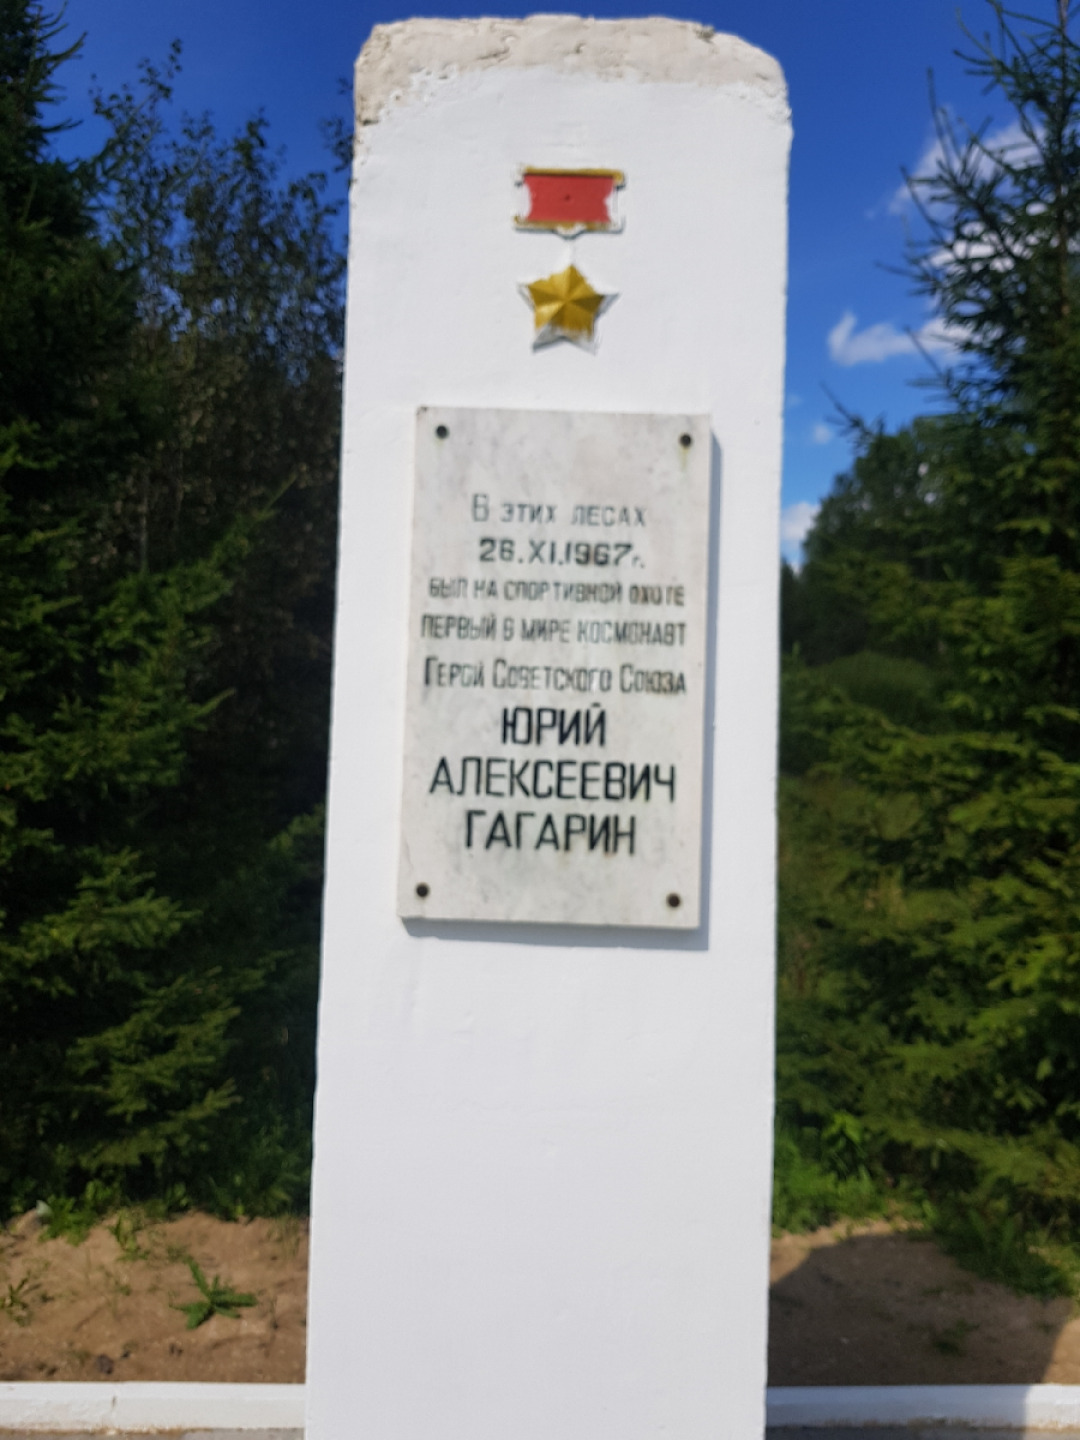 В ЭТИХ ЛЕСАХ
26.XI.1967г.
БЫЛ НА СПОРТИВНОЙ ОХОТЕ
ПЕРВЫЙ В МИРЕ КОСМОНАВТ
ГЕРОЙ СОВЕТСКОГО СОЮЗА
ЮРИЙ
АЛЕКСЕЕВИЧ
ГАГАРИН